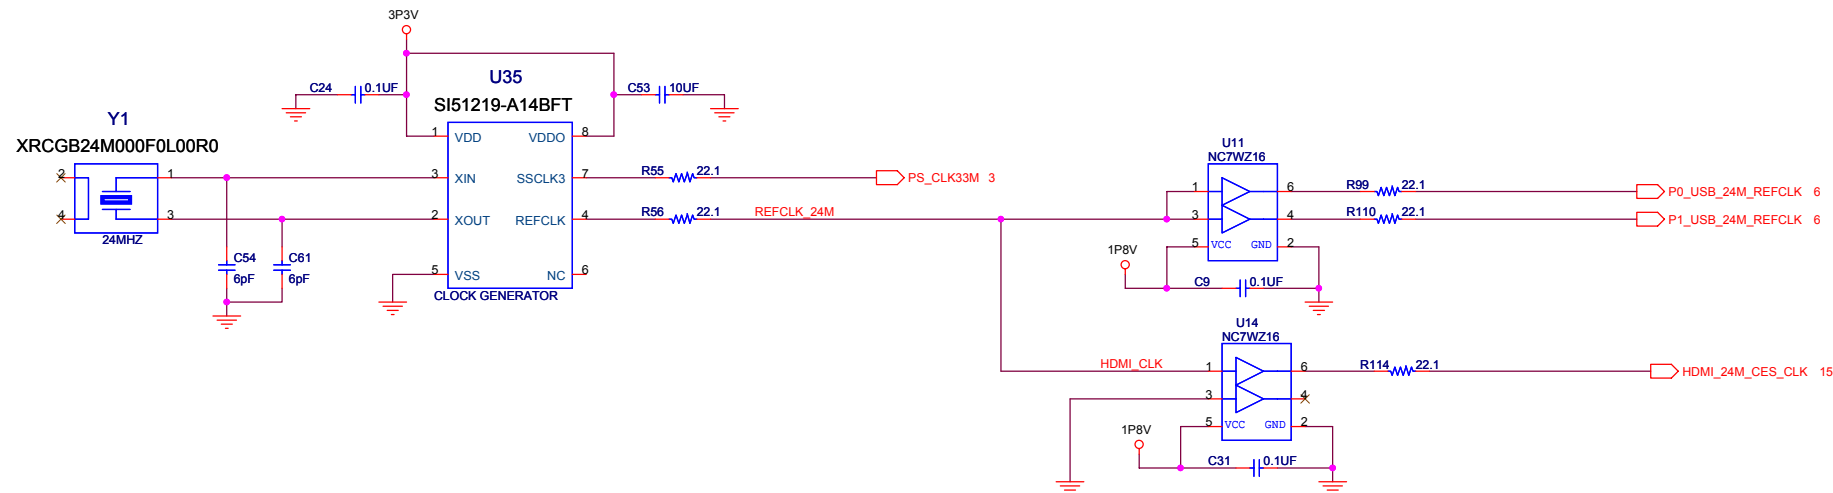 3P3V
C24 0.1UF
U35
SI51219-A14BFT
C53 10UF
Y1
XRCGB24M000F0L00R0
2 1
4 3
24MHZ
C54
6pF
C61
6pF
1 VDD VDDO 8
3 XIN SSCLK3 7
2 XOUT REFCLK 4
5 VSS NC 6
CLOCK GENERATOR
R55 22.1
PS_CLK33M 3
R56 22.1
REFCLK_24M
U11
NC7WZ16
1 6
3 4
5 VCC GND 2
R99 22.1
P0_USB_24M_REFCLK 6
R110 22.1
P1_USB_24M_REFCLK 6
1P8V
C9 0.1UF
U14
NC7WZ16
HDMI_CLK
1 6
3 4
5 VCC GND 2
R114 22.1
HDMI_24M_CES_CLK 15
1P8V
C31 0.1UF